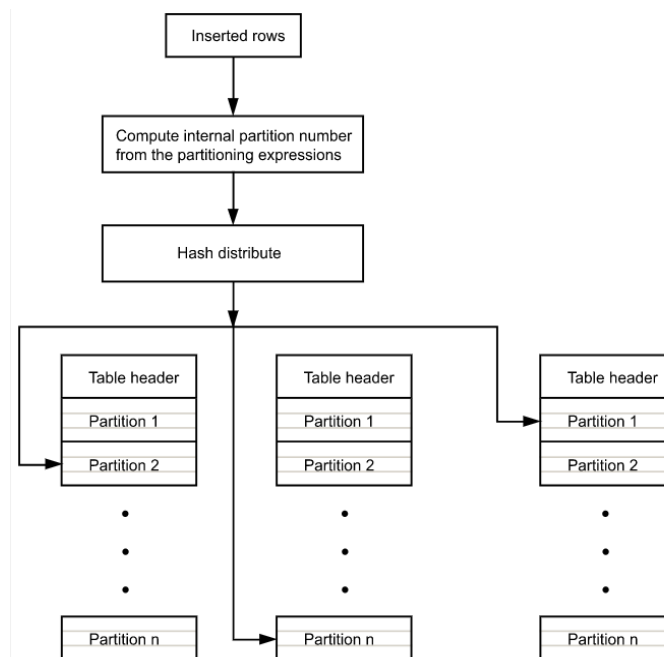 Inserted rows
Compute internal partition number
from the partitioning expressions
Hash distribute
Table header
Table header
Table header
Partition 1
Partition 1
Partition 1
Partition 2
Partition 2
Partition 2
Partition n
Partition n
Partition n